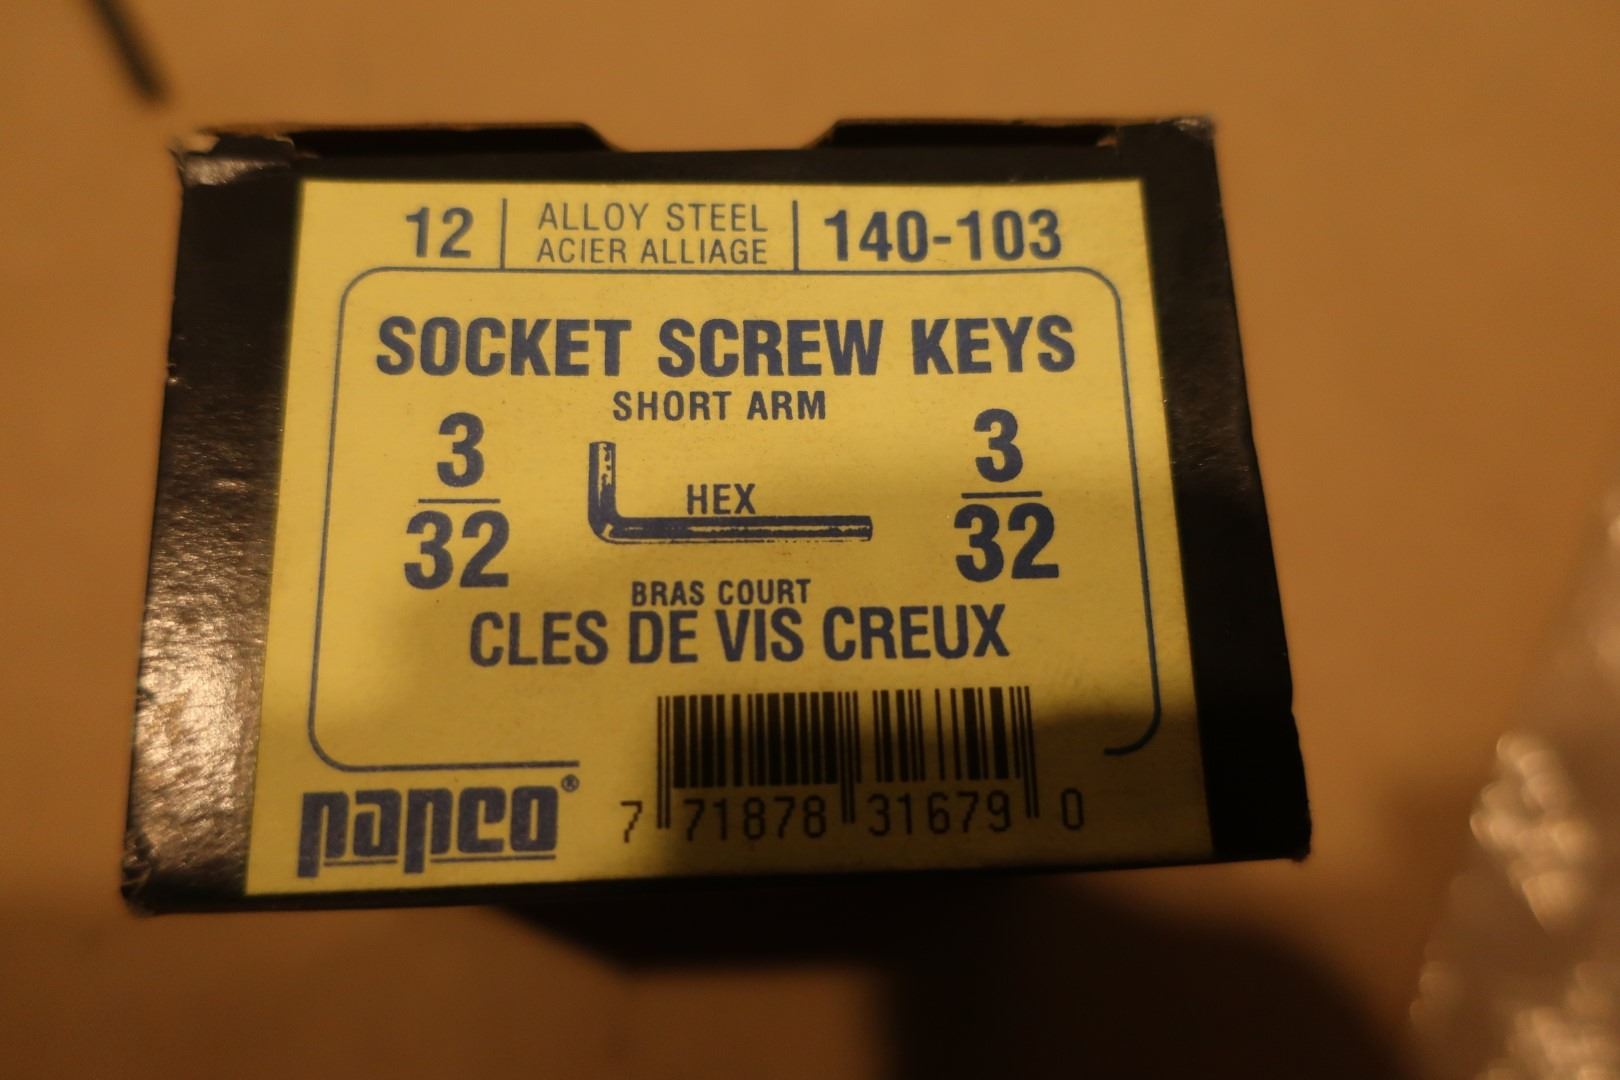 12 ALLOY STEEL 140-103
ACIER ALLIAGE
SOCKET SCREW KEYS
SHORT ARM
3/32 HEX 3/32
BRAS COURT
CLES DE VIS CREUX
papco®
7 71878 31679 0